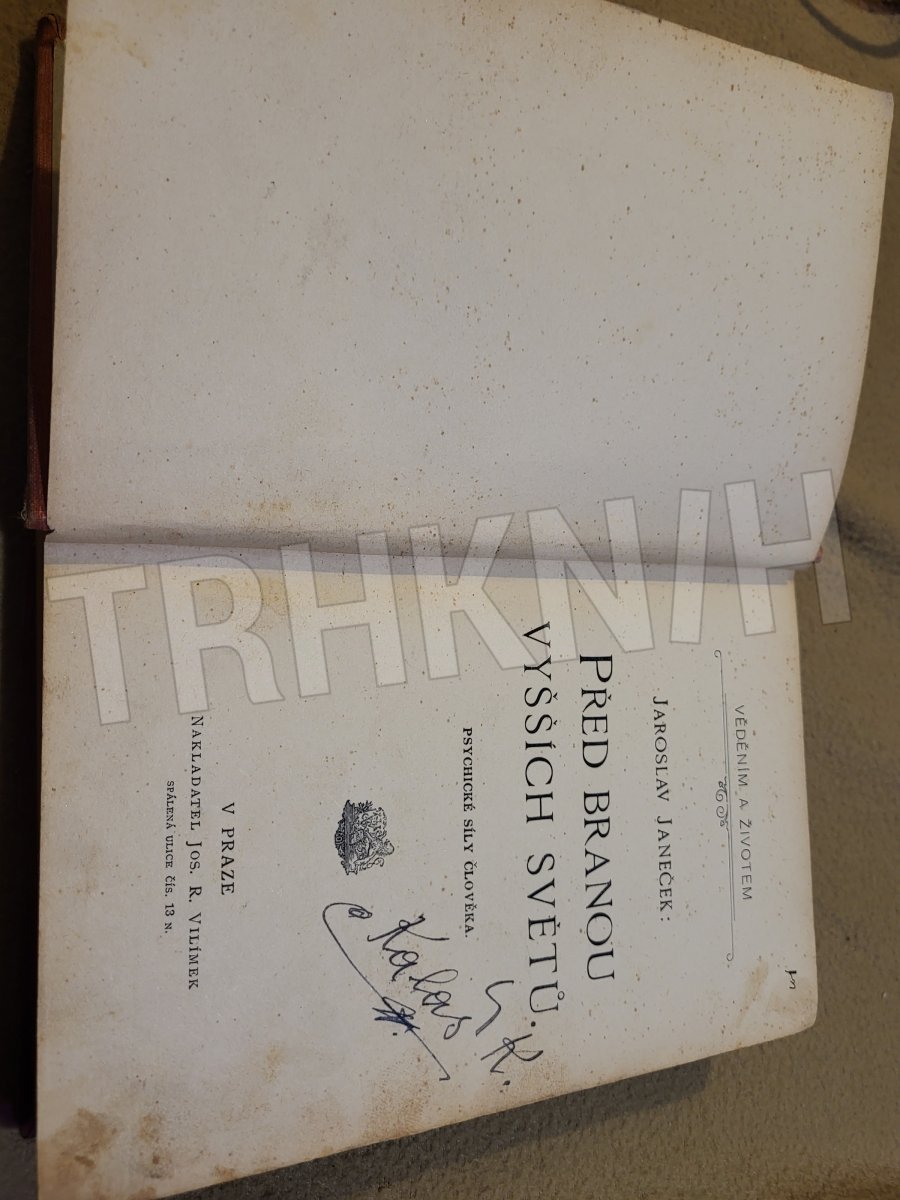 VĚDĚNÍM A ŽIVOTEM
JAROSLAV JANEČEK:
PŘED BRANOU
VYŠŠÍCH SVĚTŮ.
PSYCHICKÉ SÍLY ČLOVĚKA.
K.
Kalas
V PRAZE
NAKLADATEL JOS. R. VILÍMEK
SPÁLENÁ ULICE ČÍS. 13 N.
TRHKNIH